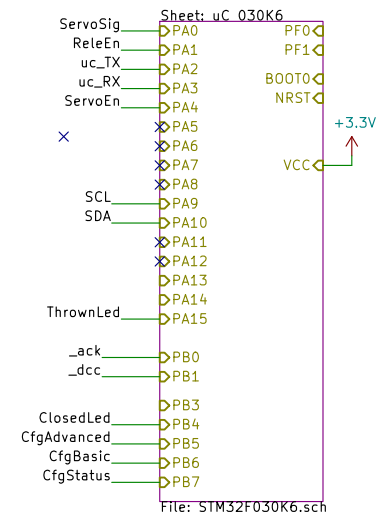 Sheet: uC_030K6
ServoSig PA0 PF0
ReleEn PA1 PF1
uc_TX PA2
uc_RX PA3 BOOT0
ServoEn PA4 NRST
PA5 +3.3V
PA6
PA7 VCC
PA8
SCL PA9
SDA PA10
PA11
PA12
PA13
PA14
ThrownLed PA15
_ack PB0
_dcc PB1
PB3
ClosedLed PB4
CfgAdvanced PB5
CfgBasic PB6
CfgStatus PB7
File: STM32F030K6.sch